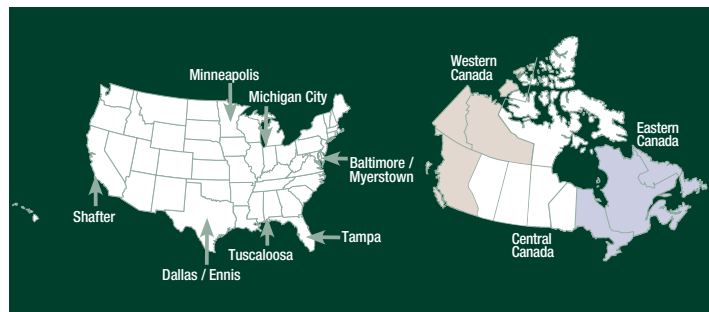 Minneapolis
Michigan City
Baltimore /
Myerstown
Shafter
Tampa
Tuscaloosa
Dallas / Ennis
Western
Canada
Eastern
Canada
Central
Canada